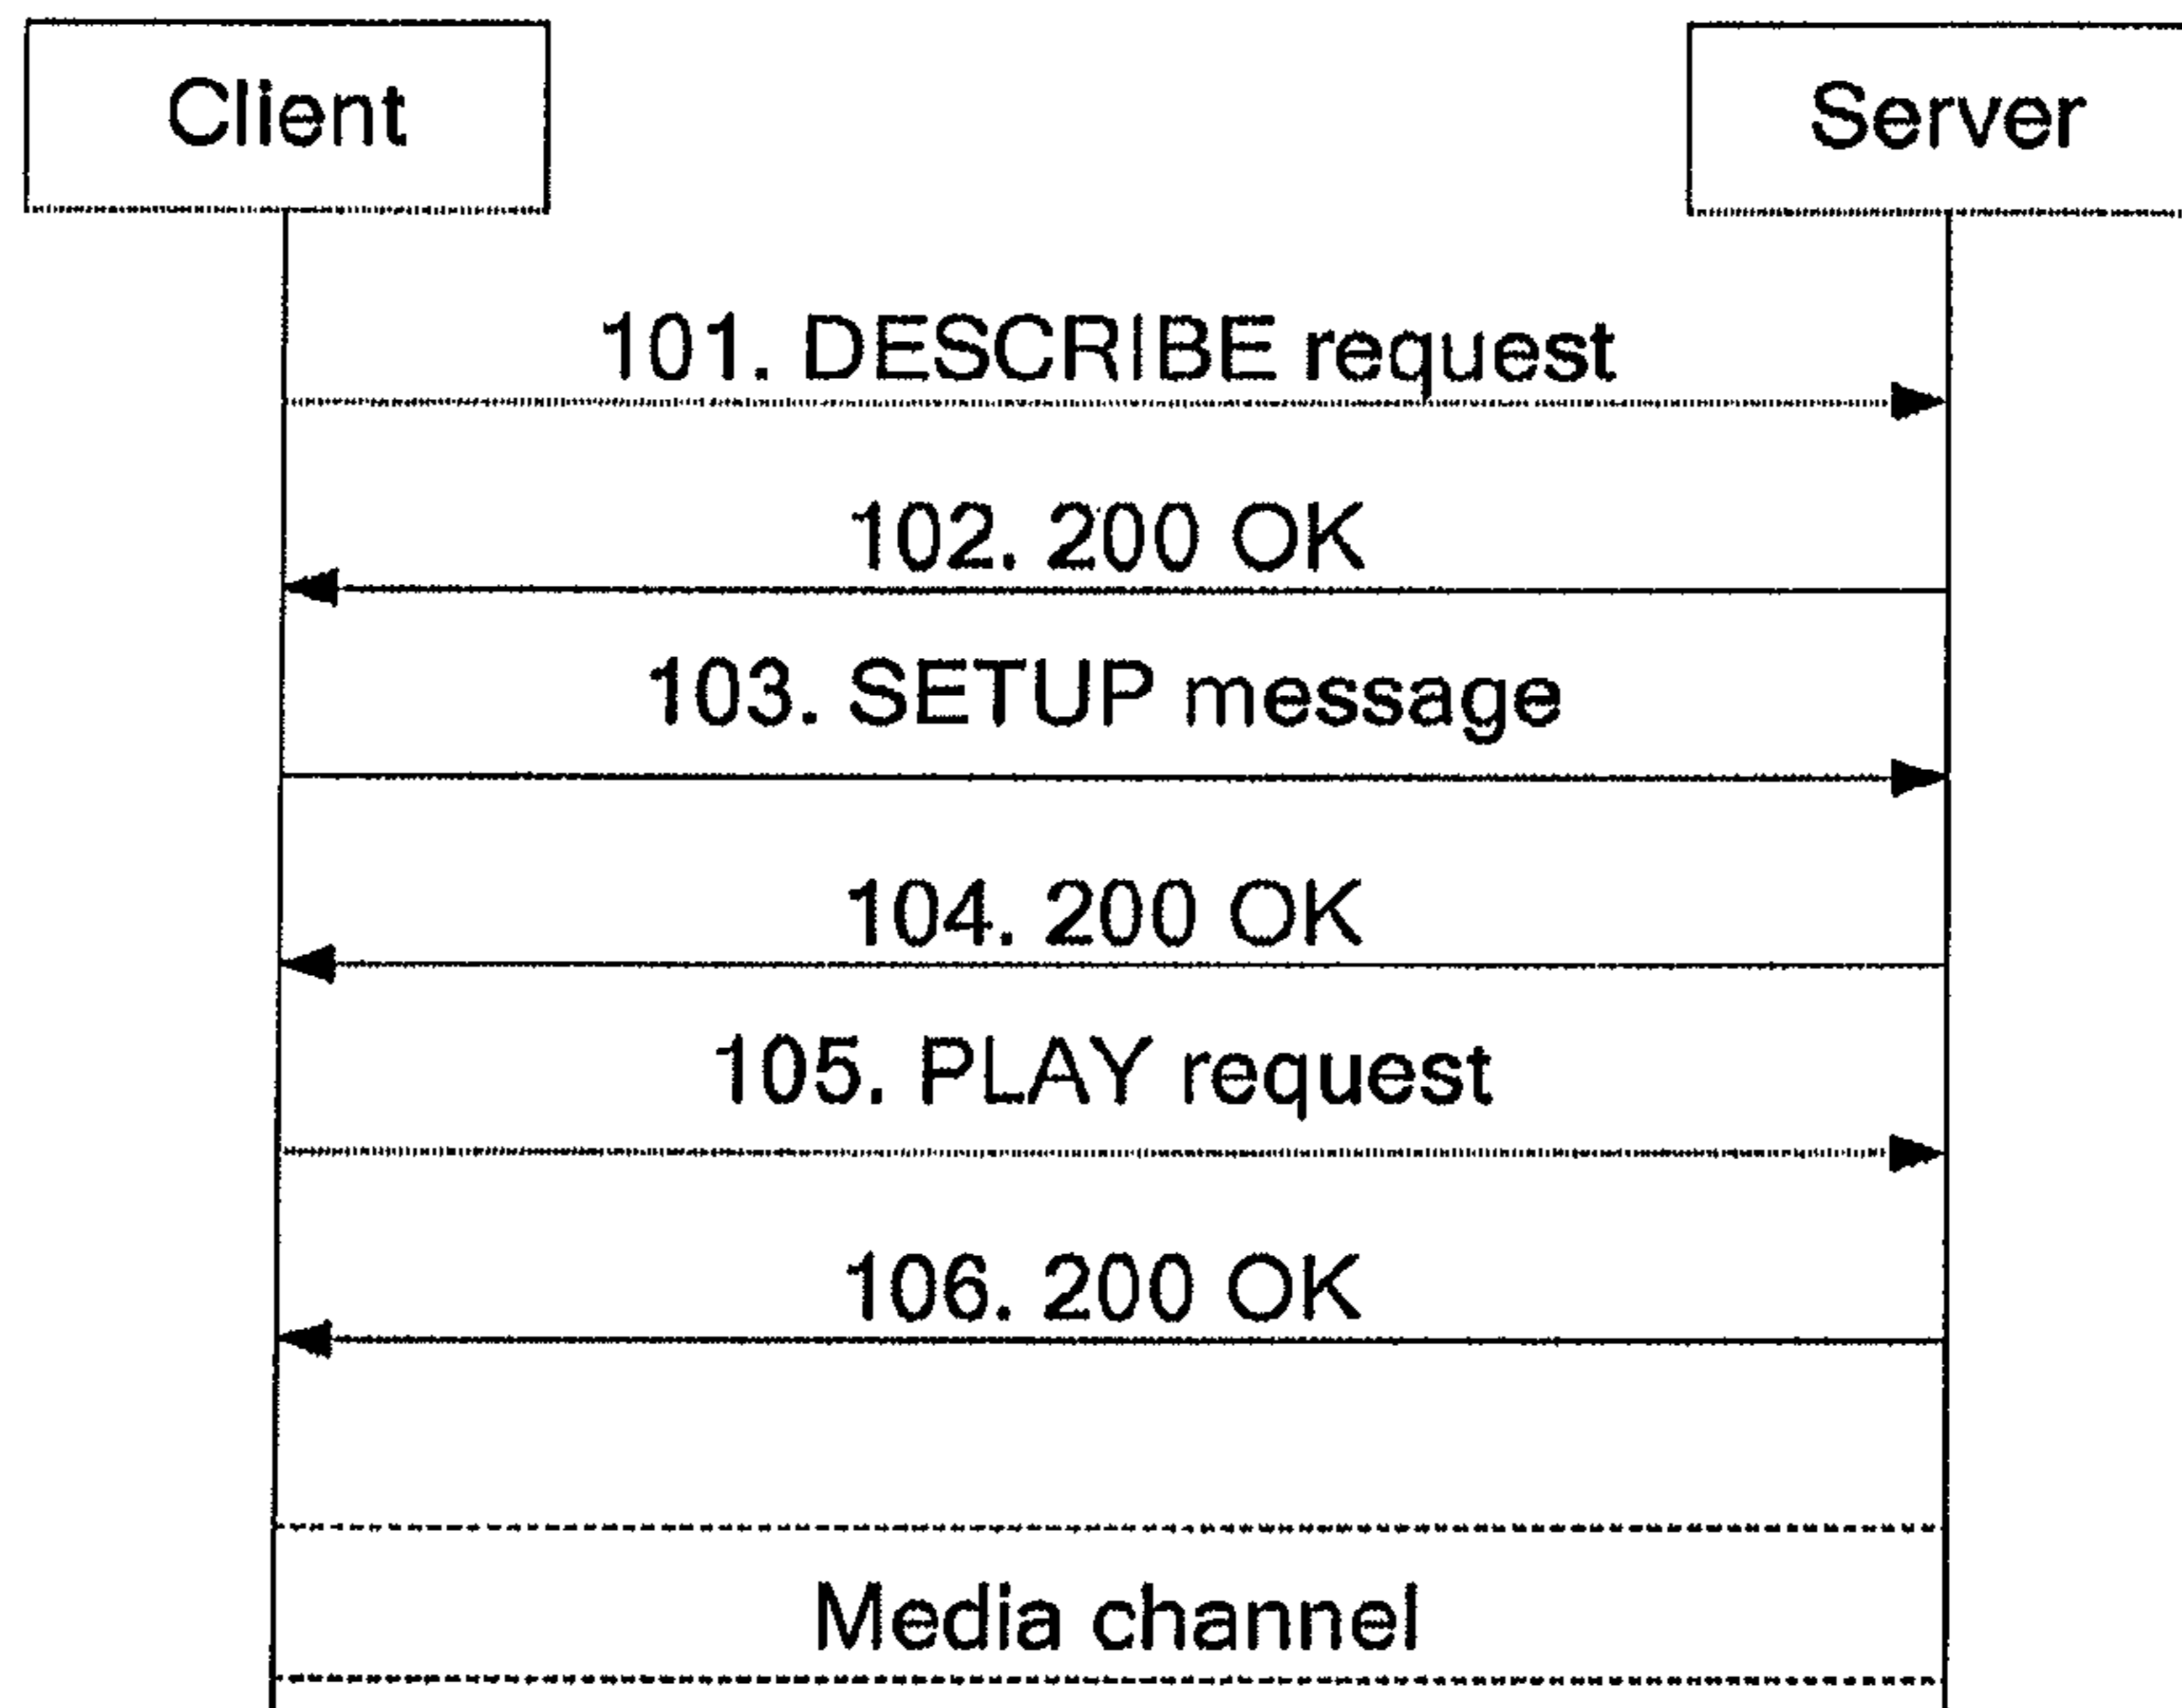 Client
Server
101. DESCRIBE request
102. 200 OK
103. SETUP message
104. 200 OK
105. PLAY request
106. 200 OK
Media channel